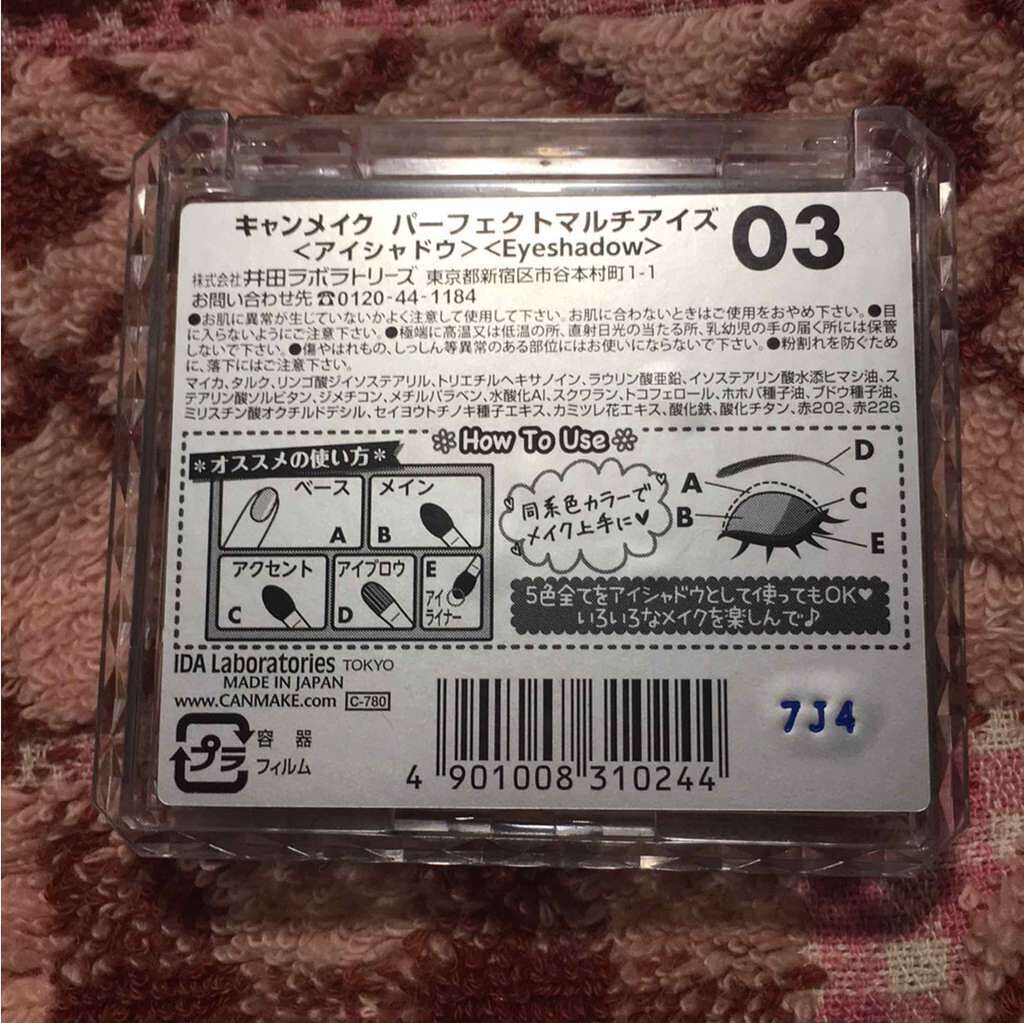 キャンメイク パーフェクトマルチアイズ 03
<アイシャドウ><Eyeshadow>
株式会社 井田ラボラトリーズ 東京都新宿区市谷本村町1-1
お問い合わせ先☎0120-44-1184
●お肌に異常が生じていないかよく注意して使用して下さい。お肌に合わないときはご使用をおやめ下さい。●目
に入らないようにご注意下さい。●極端に高温又は低温の所、直射日光の当たる所、乳幼児の手の届く所には保管
しないで下さい。●傷やはれもの、しっしん等異常のある部位にはお使いにならないで下さい。●粉割れを防ぐため
に、落下にはご注意下さい。
マイカ、タルク、リンゴ酸ジイソステアリル、トリエチルヘキサノイン、ラウリン酸亜鉛、イソステアリン酸水添ヒマシ油、ス
テアリン酸ソルビタン、ジメチコン、メチルパラベン、水酸化Al、スクワラン、トコフェロール、ホホバ種子油、ブドウ種子油、
ミリスチン酸オクチルドデシル、セイヨウトチノキ種子エキス、カミツレ花エキス、酸化鉄、酸化チタン、赤202、赤226
How To Use
*オススメの使い方*
ベース A
メイン B
アクセント C
アイブロウ D
E アイライナー
同系色カラーで
メイク上手に♥
A
B
D
C
E
5色全てをアイシャドウとして使ってもOK♥
いろいろなメイクを楽しんで♪
IDA Laboratories TOKYO
MADE IN JAPAN
www.CANMAKE.com C-780
プラ
容器
フィルム
4 901008 310244
7J4